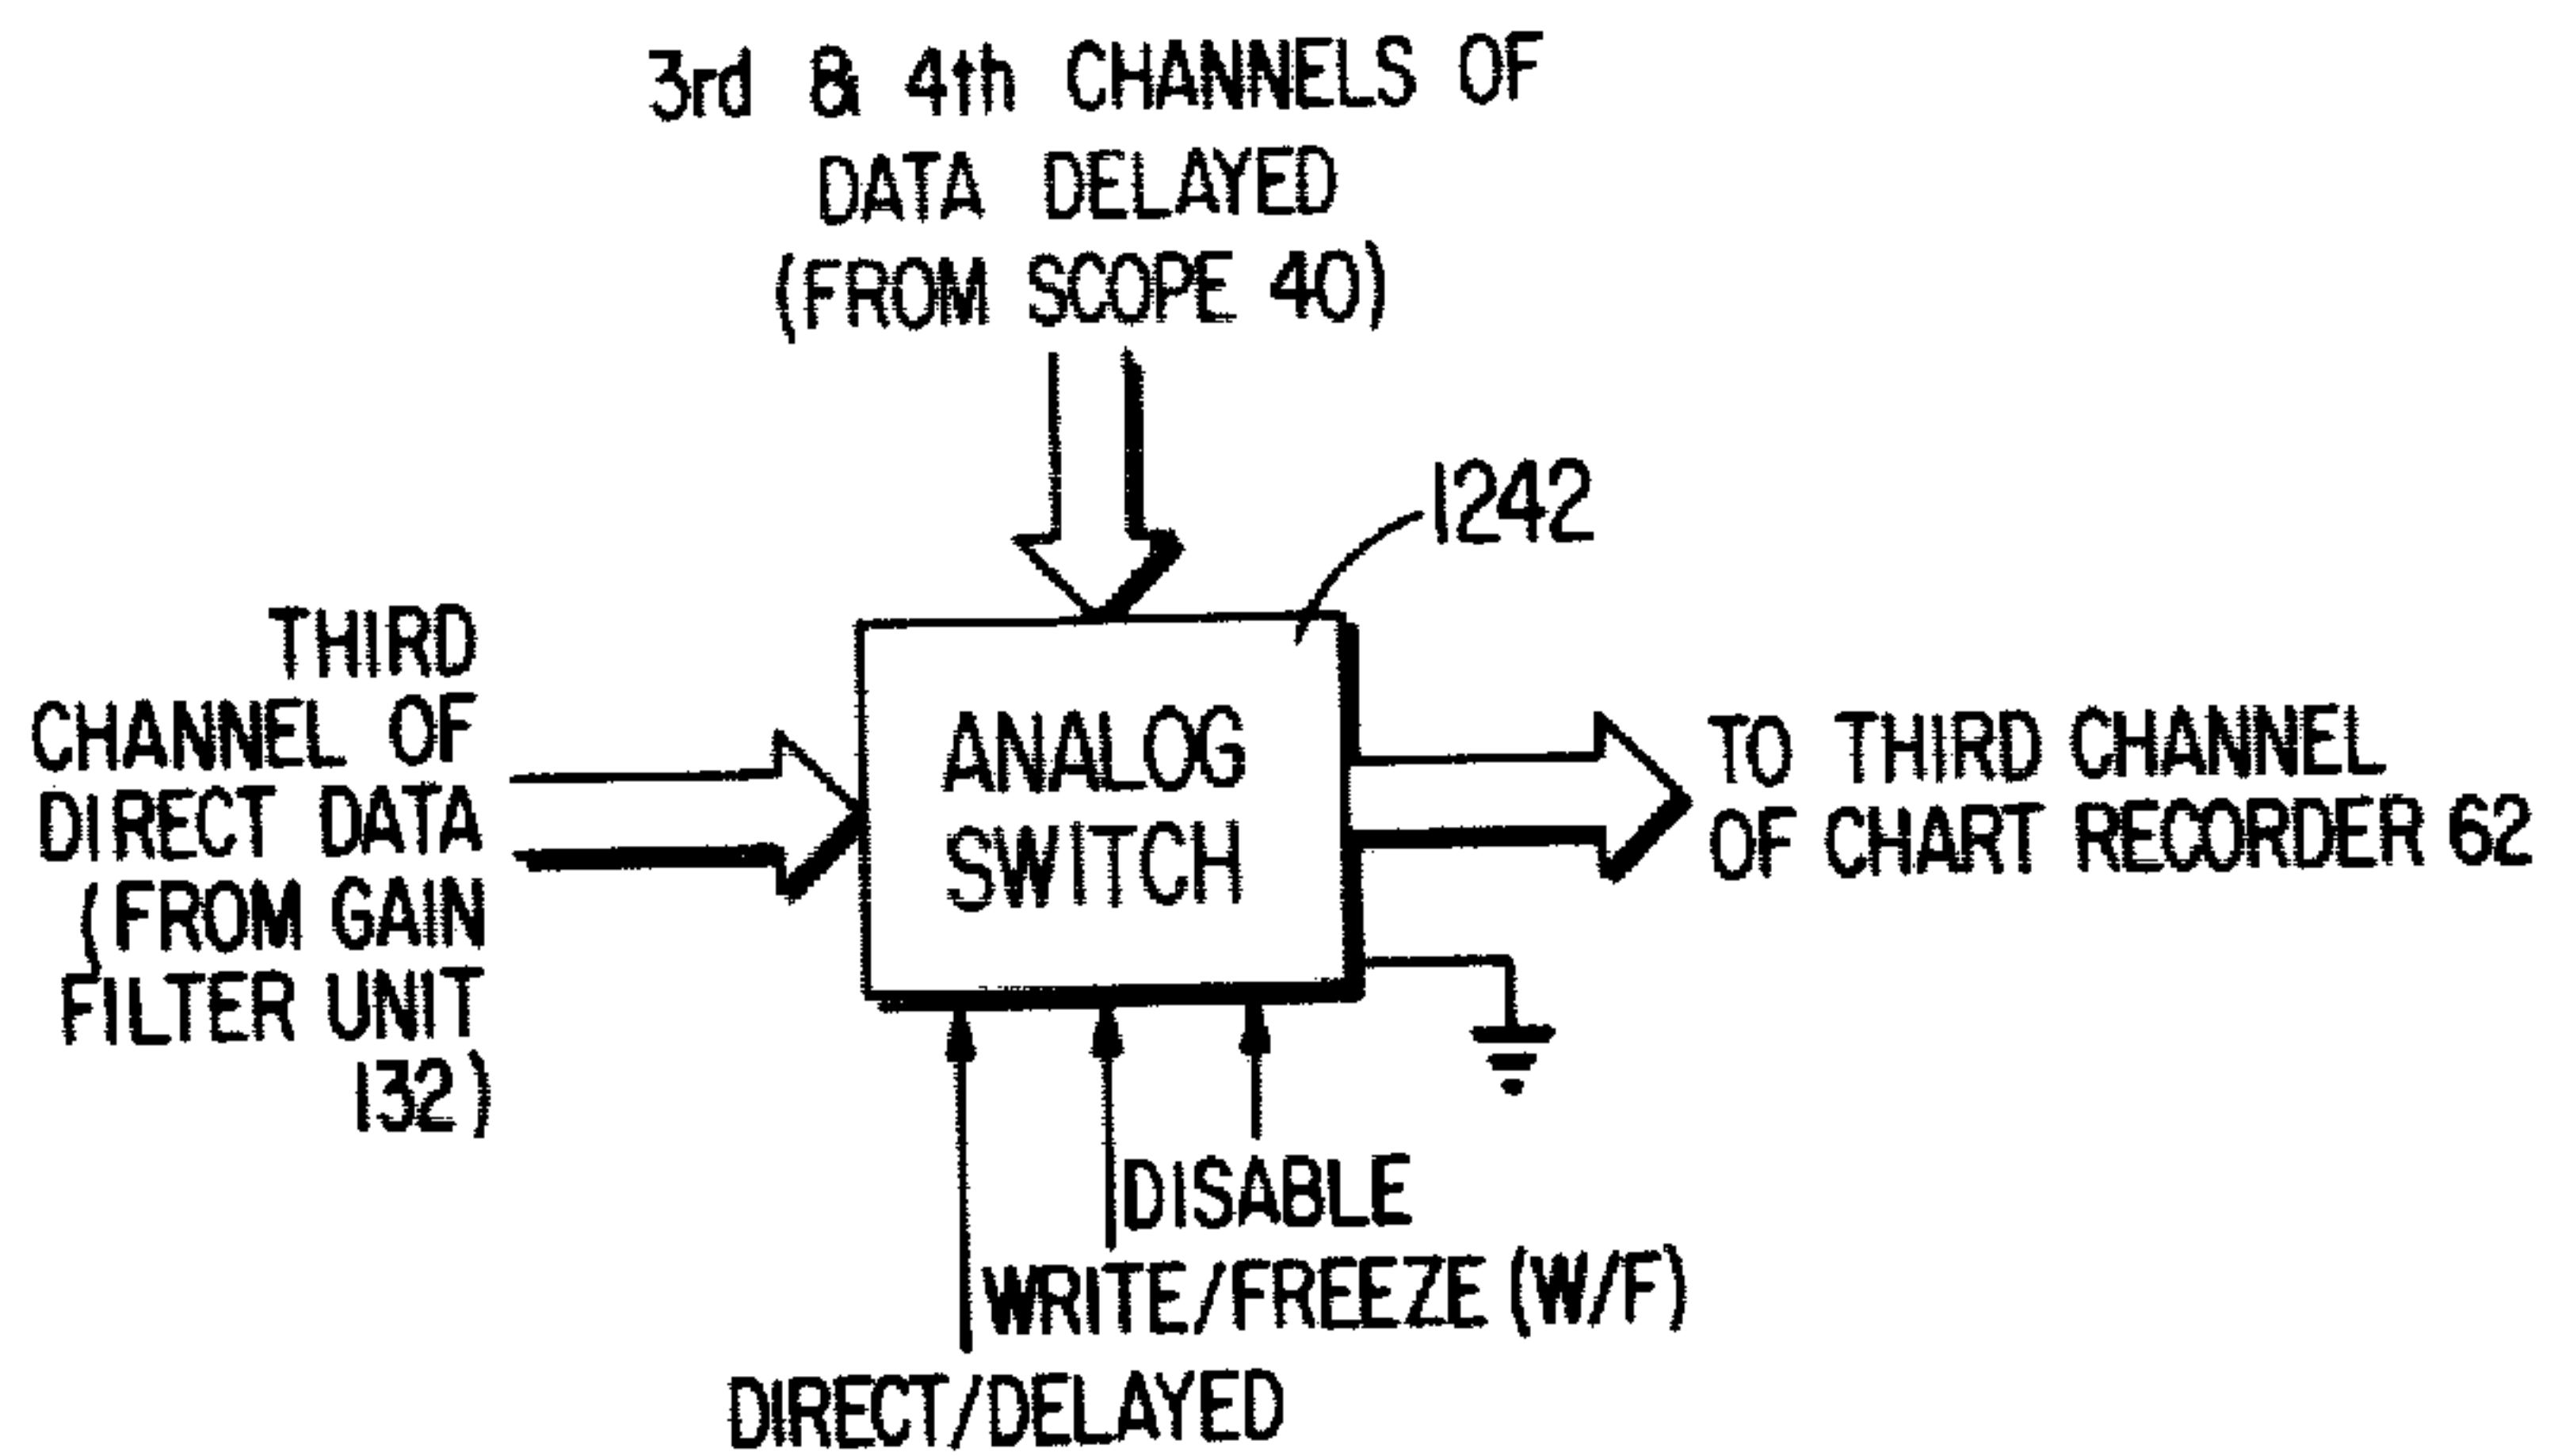 3rd & 4th CHANNELS OF
DATA DELAYED
(FROM SCOPE 40)
1242
THIRD
CHANNEL OF
DIRECT DATA
(FROM GAIN
FILTER UNIT
132)
ANALOG
SWITCH
TO THIRD CHANNEL
OF CHART RECORDER 62
DISABLE
WRITE/FREEZE (W/F)
DIRECT/DELAYED